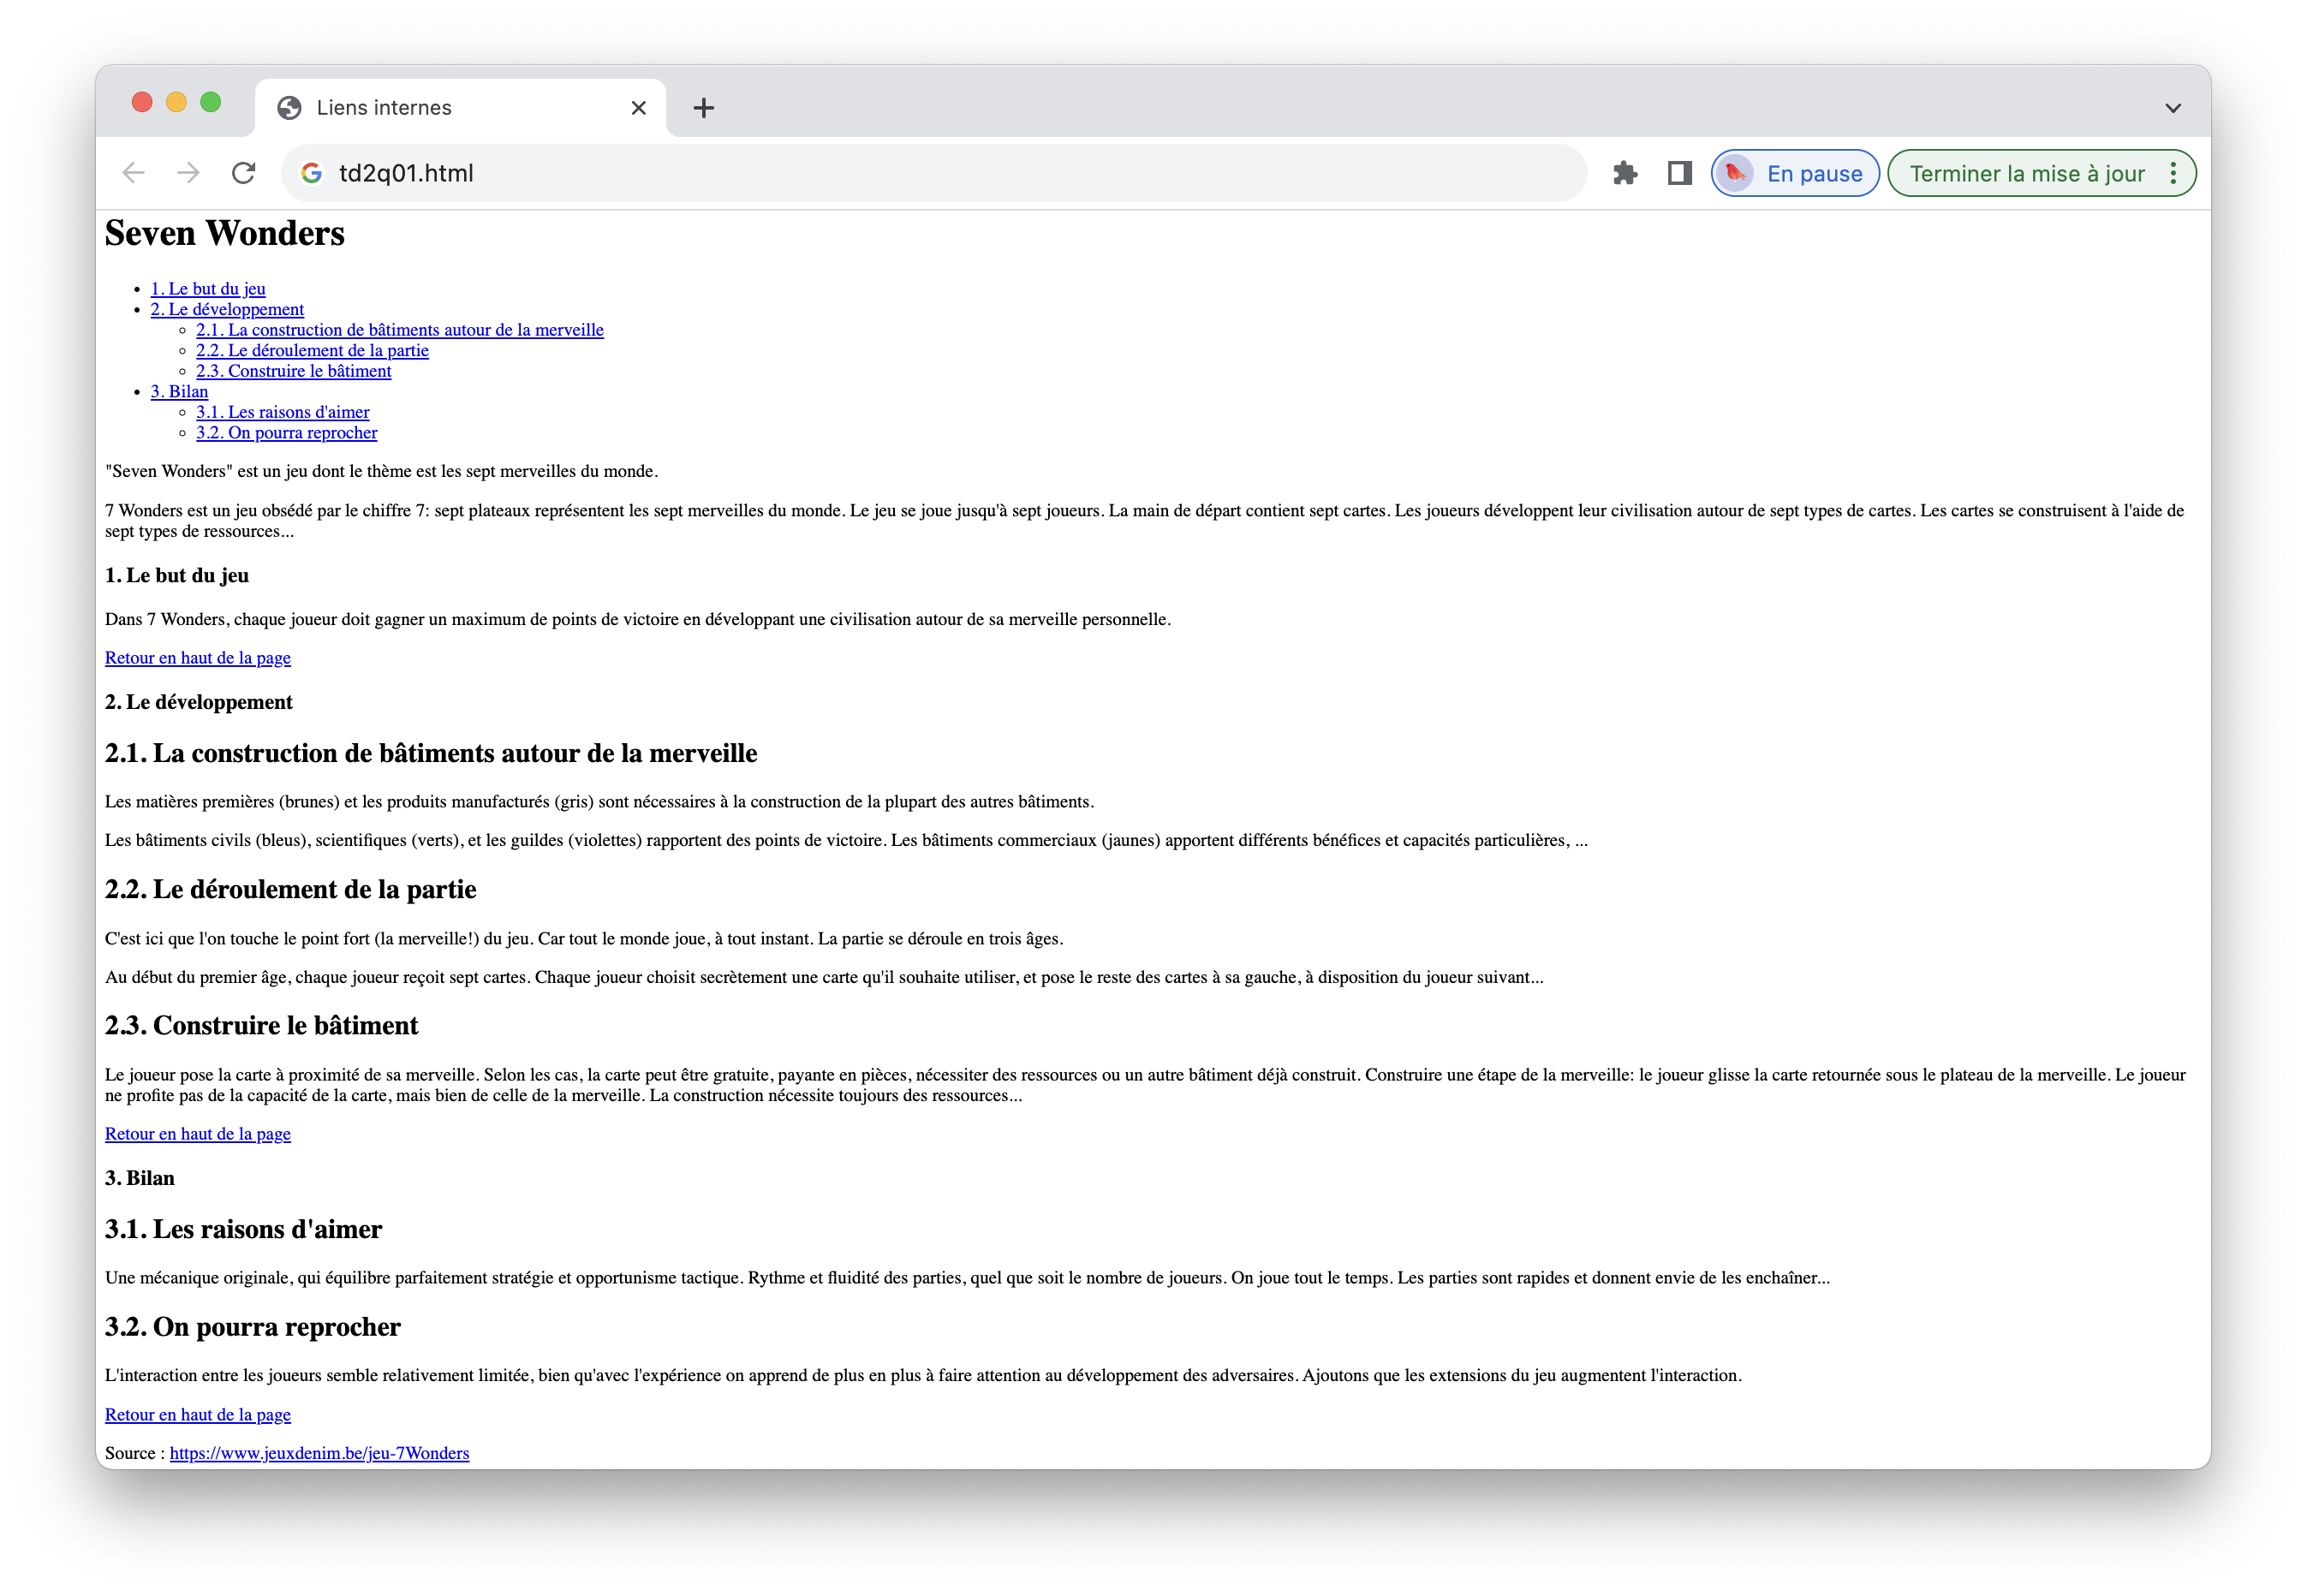 Liens internes
td2q01.html
En pause
Terminer la mise à jour
Seven Wonders
1. Le but du jeu
2. Le développement
2.1. La construction de bâtiments autour de la merveille
2.2. Le déroulement de la partie
2.3. Construire le bâtiment
3. Bilan
3.1. Les raisons d'aimer
3.2. On pourra reprocher
"Seven Wonders" est un jeu dont le thème est les sept merveilles du monde.
7 Wonders est un jeu obsédé par le chiffre 7: sept plateaux représentent les sept merveilles du monde. Le jeu se joue jusqu'à sept joueurs. La main de départ contient sept cartes. Les joueurs développent leur civilisation autour de sept types de cartes. Les cartes se construisent à l'aide de
sept types de ressources...
1. Le but du jeu
Dans 7 Wonders, chaque joueur doit gagner un maximum de points de victoire en développant une civilisation autour de sa merveille personnelle.
Retour en haut de la page
2. Le développement
2.1. La construction de bâtiments autour de la merveille
Les matières premières (brunes) et les produits manufacturés (gris) sont nécessaires à la construction de la plupart des autres bâtiments.
Les bâtiments civils (bleus), scientifiques (verts), et les guildes (violettes) rapportent des points de victoire. Les bâtiments commerciaux (jaunes) apportent différents bénéfices et capacités particulières, ...
2.2. Le déroulement de la partie
C'est ici que l'on touche le point fort (la merveille!) du jeu. Car tout le monde joue, à tout instant. La partie se déroule en trois âges.
Au début du premier âge, chaque joueur reçoit sept cartes. Chaque joueur choisit secrètement une carte qu'il souhaite utiliser, et pose le reste des cartes à sa gauche, à disposition du joueur suivant...
2.3. Construire le bâtiment
Le joueur pose la carte à proximité de sa merveille. Selon les cas, la carte peut être gratuite, payante en pièces, nécessiter des ressources ou un autre bâtiment déjà construit. Construire une étape de la merveille: le joueur glisse la carte retournée sous le plateau de la merveille. Le joueur
ne profite pas de la capacité de la carte, mais bien de celle de la merveille. La construction nécessite toujours des ressources...
Retour en haut de la page
3. Bilan
3.1. Les raisons d'aimer
Une mécanique originale, qui équilibre parfaitement stratégie et opportunisme tactique. Rythme et fluidité des parties, quel que soit le nombre de joueurs. On joue tout le temps. Les parties sont rapides et donnent envie de les enchaîner...
3.2. On pourra reprocher
L'interaction entre les joueurs semble relativement limitée, bien qu'avec l'expérience on apprend de plus en plus à faire attention au développement des adversaires. Ajoutons que les extensions du jeu augmentent l'interaction.
Retour en haut de la page
Source : https://www.jeuxdenim.be/jeu-7Wonders